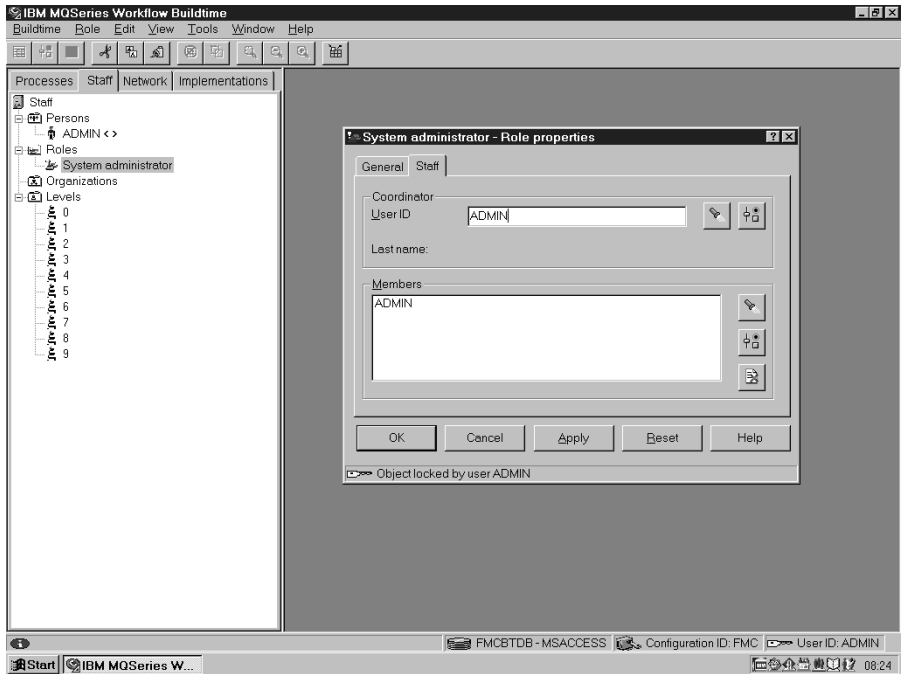 IBM MQSeries Workflow Buildtime
Buildtime Role Edit View Tools Window Help
Processes Staff Network Implementations
Staff
Persons
ADMIN < >
Roles
System administrator
Organizations
Levels
0
1
2
3
4
5
6
7
8
9
System administrator - Role properties
General Staff
Coordinator
User ID ADMIN
Last name:
Members
ADMIN
OK Cancel Apply Reset Help
Object locked by user ADMIN
FMCBTDB - MSACCESS Configuration ID: FMC User ID: ADMIN
Start IBM MQSeries W... 08:24